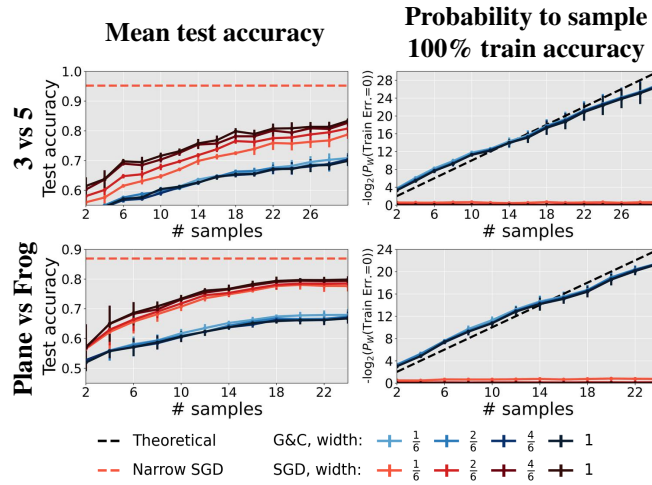 Mean test accuracy
Probability to sample
100% train accuracy
3 vs 5
Test accuracy
1.0
0.9
0.8
0.7
0.6
2 6 10 14 18 22 26
# samples
-log₂(P_W(Train Err.=0))
28
24
20
16
12
8
4
0
2 6 10 14 18 22 26
# samples
Plane vs Frog
Test accuracy
0.9
0.8
0.7
0.6
0.5
2 6 10 14 18 22
# samples
-log₂(P_W(Train Err.=0))
24
20
16
12
8
4
0
2 6 10 14 18 22
# samples
Theoretical G&C, width: 1/6 2/6 4/6 1
Narrow SGD SGD, width: 1/6 2/6 4/6 1